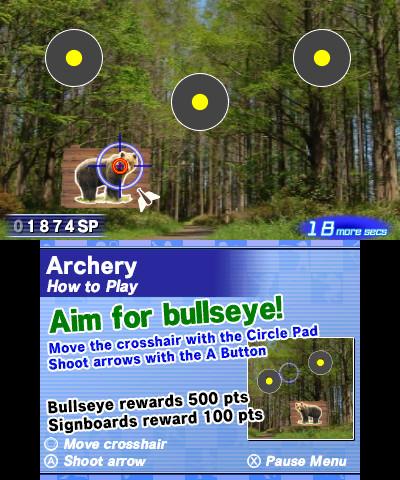 01874SP
18 more secs
Archery
How to Play
Aim for bullseye!
Move the crosshair with the Circle Pad
Shoot arrows with the A Button
Bullseye rewards 500 pts
Signboards reward 100 pts
Move crosshair
A Shoot arrow
X Pause Menu